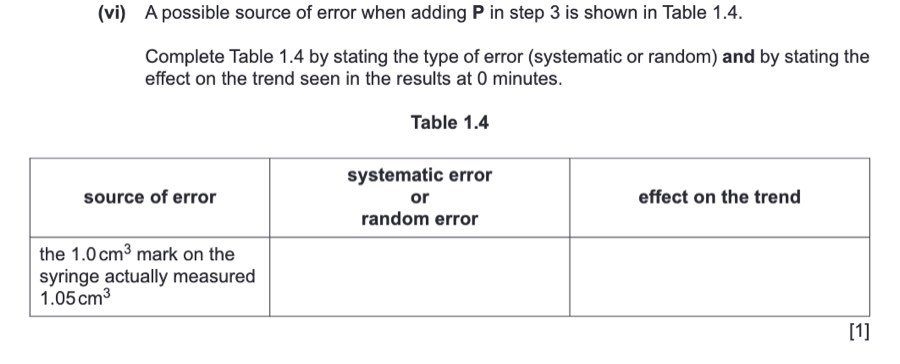 (vi) A possible source of error when adding P in step 3 is shown in Table 1.4.
Complete Table 1.4 by stating the type of error (systematic or random) and by stating the
effect on the trend seen in the results at 0 minutes.
Table 1.4
source of error
systematic error
or
random error
effect on the trend
the 1.0 cm³ mark on the
syringe actually measured
1.05 cm³
[1]